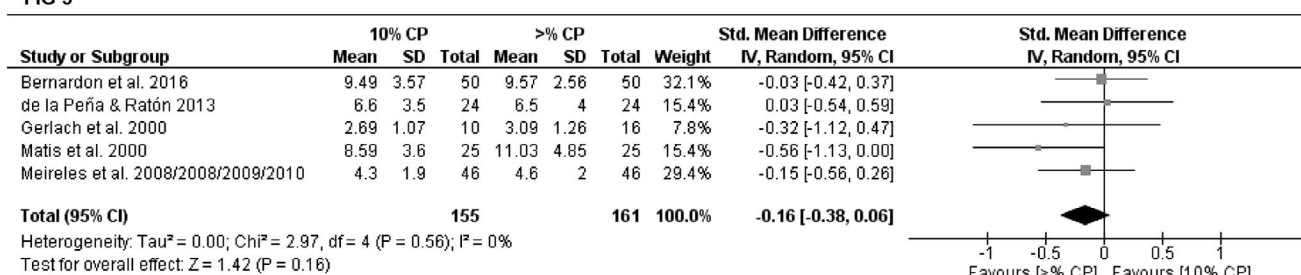 10% CP >% CP Std. Mean Difference Std. Mean Difference
Study or Subgroup Mean SD Total Mean SD Total Weight IV, Random, 95% CI IV, Random, 95% CI
Bernardon et al. 2016 9.49 3.57 50 9.57 2.56 50 32.1% -0.03 [-0.42, 0.37]
de la Peña & Ratón 2013 6.6 3.5 24 6.5 4 24 15.4% 0.03 [-0.54, 0.59]
Gerlach et al. 2000 2.69 1.07 10 3.09 1.26 16 7.8% -0.32 [-1.12, 0.47]
Matis et al. 2000 8.59 3.6 25 11.03 4.85 25 15.4% -0.56 [-1.13, 0.00]
Meireles et al. 2008/2008/2009/2010 4.3 1.9 46 4.6 2 46 29.4% -0.15 [-0.56, 0.26]
Total (95% CI) 155 161 100.0% -0.16 [-0.38, 0.06]
Heterogeneity: Tau² = 0.00; Chi² = 2.97, df = 4 (P = 0.56); I² = 0%
Test for overall effect: Z = 1.42 (P = 0.16)
-1 -0.5 0 0.5 1
Favours [>% CP] Favours [10% CP]